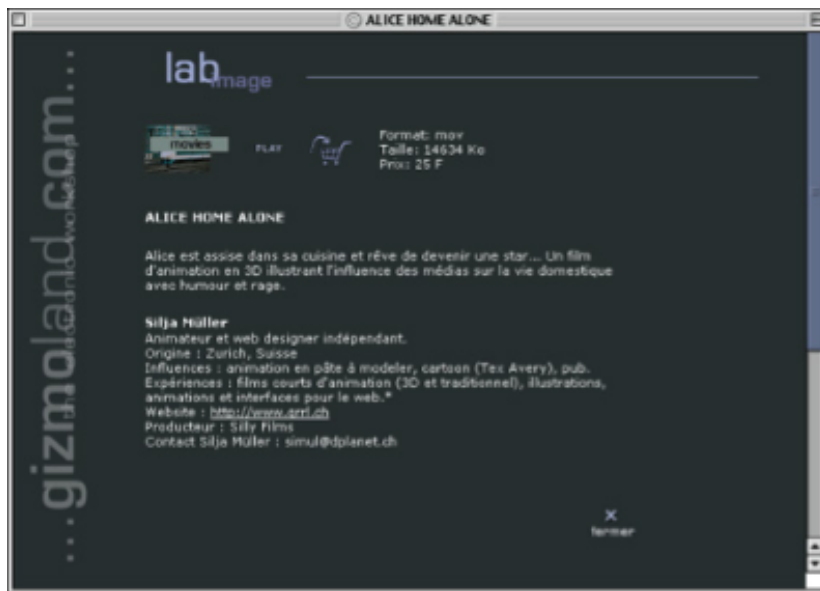 ALICE HOME ALONE
lab
image
movies
PLAY
Format: mov
Taille: 14634 Ko
Prix: 25 F
ALICE HOME ALONE
Alice est assise dans sa cuisine et rêve de devenir une star... Un film
d'animation en 3D illustrant l'influence des médias sur la vie domestique
avec humour et rage.
Silja Müller
Animateur et web designer indépendant.
Origine : Zurich, Suisse
Influences : animation en pâte à modeler, cartoon (Tex Avery), pub.
Expériences : films courts d'animation (3D et traditionnel), illustrations,
animations et interfaces pour le web.*
Website : http://www.grrl.ch
Producteur : Silly Films
Contact Silja Müller : simul@dplanet.ch
x
fermer
...gizmoland.com...
workshop